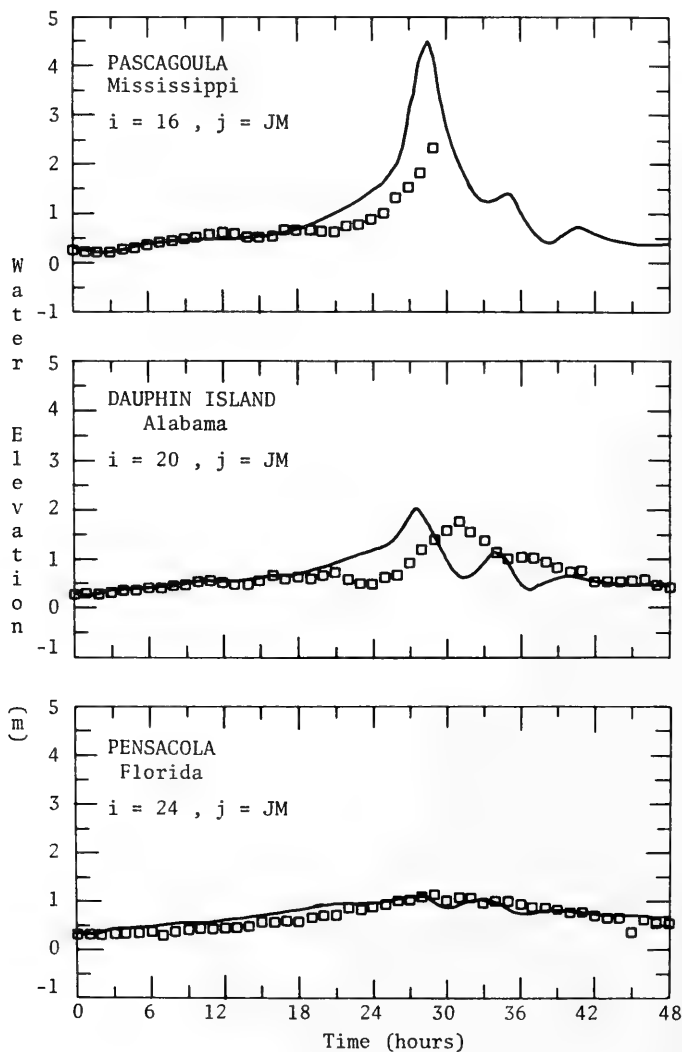 5
4
3
2
1
0
-1
PASCAGOULA
Mississippi
i = 16 , j = JM
5
4
3
2
1
0
-1
DAUPHIN ISLAND
Alabama
i = 20 , j = JM
5
4
3
2
1
0
-1
PENSACOLA
Florida
i = 24 , j = JM
Water Elevation (m)
0 6 12 18 24 30 36 42 48
Time (hours)